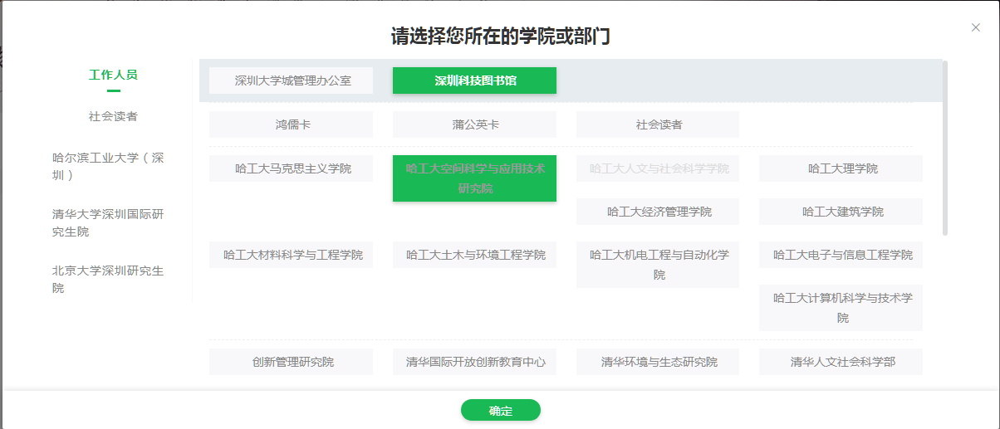 请选择您所在的学院或部门
工作人员
社会读者
哈尔滨工业大学（深
圳）
清华大学深圳国际研
究生院
北京大学深圳研究生
院
深圳大学城管理办公室
深圳科技图书馆
鸿儒卡
蒲公英卡
社会读者
哈工大马克思主义学院
哈工大空间科学与应用技术
研究院
哈工大人文与社会科学学院
哈工大理学院
哈工大经济管理学院
哈工大建筑学院
哈工大材料科学与工程学院
哈工大土木与环境工程学院
哈工大机电工程与自动化学
院
哈工大电子与信息工程学院
哈工大计算机科学与技术学
院
创新管理研究院
清华国际开放创新教育中心
清华环境与生态研究院
清华人文社会科学部
确定